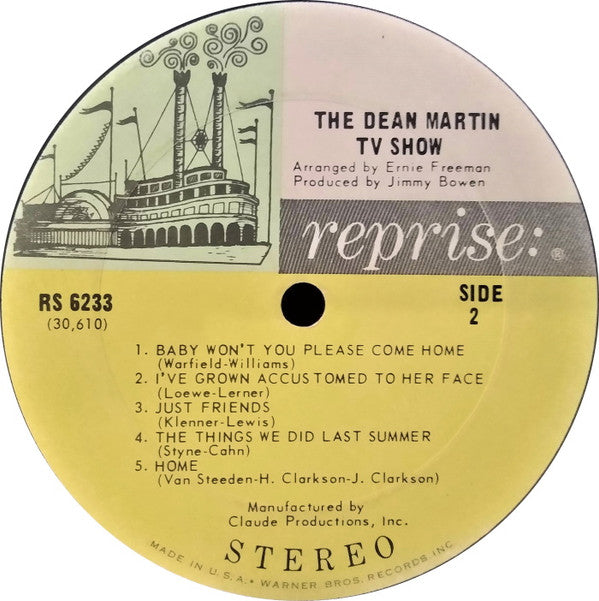 THE DEAN MARTIN
TV SHOW
Arranged by Ernie Freeman
Produced by Jimmy Bowen
reprise:®
RS 6233
(30,610)
SIDE
2
1. BABY WON'T YOU PLEASE COME HOME
(Warfield-Williams)
2. I'VE GROWN ACCUSTOMED TO HER FACE
(Loewe-Lerner)
3. JUST FRIENDS
(Klenner-Lewis)
4. THE THINGS WE DID LAST SUMMER
(Styne-Cahn)
5. HOME
(Van Steeden-H. Clarkson-J. Clarkson)
Manufactured by
Claude Productions, Inc.
STEREO
MADE IN U.S.A. • WARNER BROS. RECORDS, INC.